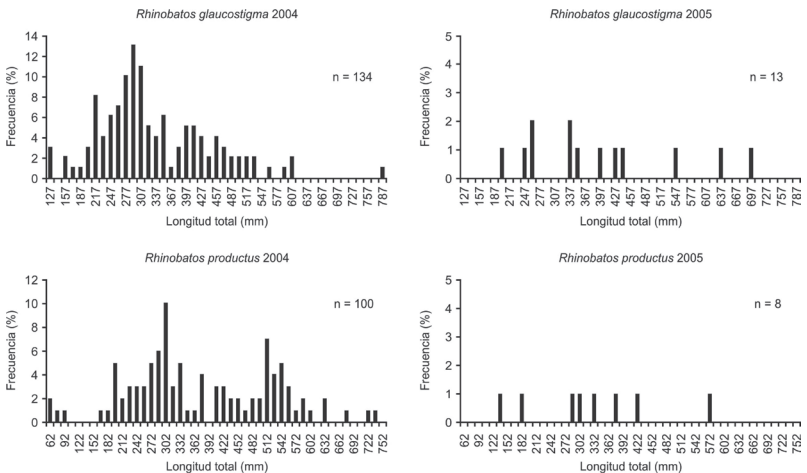 Rhinobatos glaucostigma 2004
Frecuencia (%)
14
12
10
8
6
4
2
0
n = 134
127 157 187 217 247 277 307 337 367 397 427 457 487 517 547 577 607 637 667 697 727 757 787
Longitud total (mm)
Rhinobatos glaucostigma 2005
Frecuencia (%)
5
4
3
2
1
0
n = 13
127 157 187 217 247 277 307 337 367 397 427 457 487 517 547 577 607 637 667 697 727 757 787
Longitud total (mm)
Rhinobatos productus 2004
Frecuencia (%)
12
10
8
6
4
2
0
n = 100
62 92 122 152 182 212 242 272 302 332 362 392 422 452 482 512 542 572 602 632 662 692 722 752
Longitud total (mm)
Rhinobatos productus 2005
Frecuencia (%)
5
4
3
2
1
0
n = 8
62 92 122 152 182 212 242 272 302 332 362 392 422 452 482 512 542 572 602 632 662 692 722 752
Longitud total (mm)